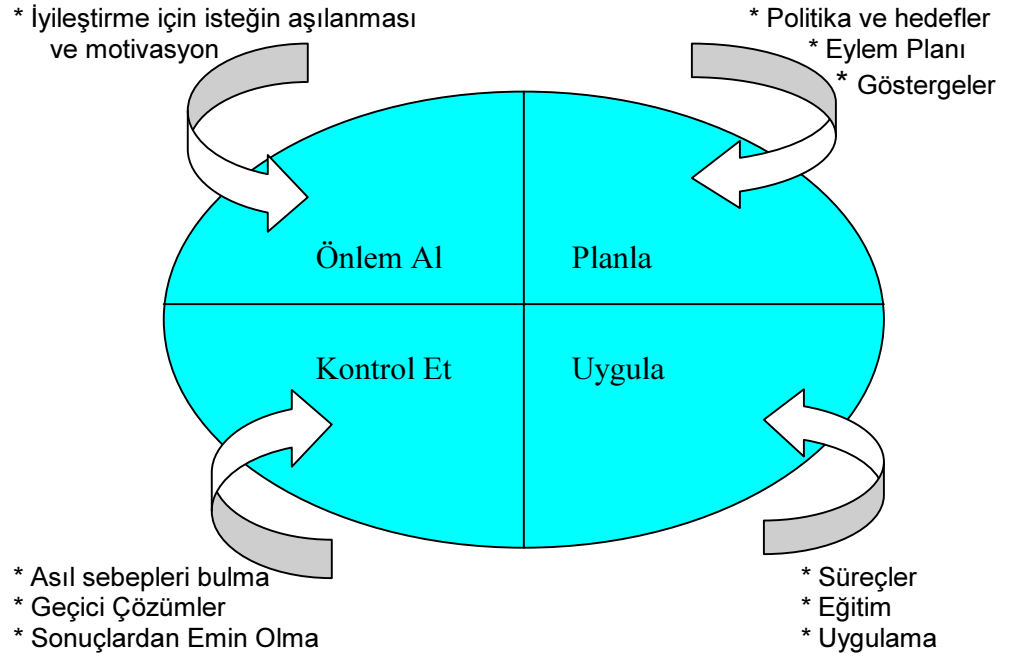 * İyileştirme için isteğin aşılanması
ve motivasyon
* Politika ve hedefler
* Eylem Planı
* Göstergeler
Önlem Al
Planla
Kontrol Et
Uygula
* Asıl sebepleri bulma
* Geçici Çözümler
* Sonuçlardan Emin Olma
* Süreçler
* Eğitim
* Uygulama